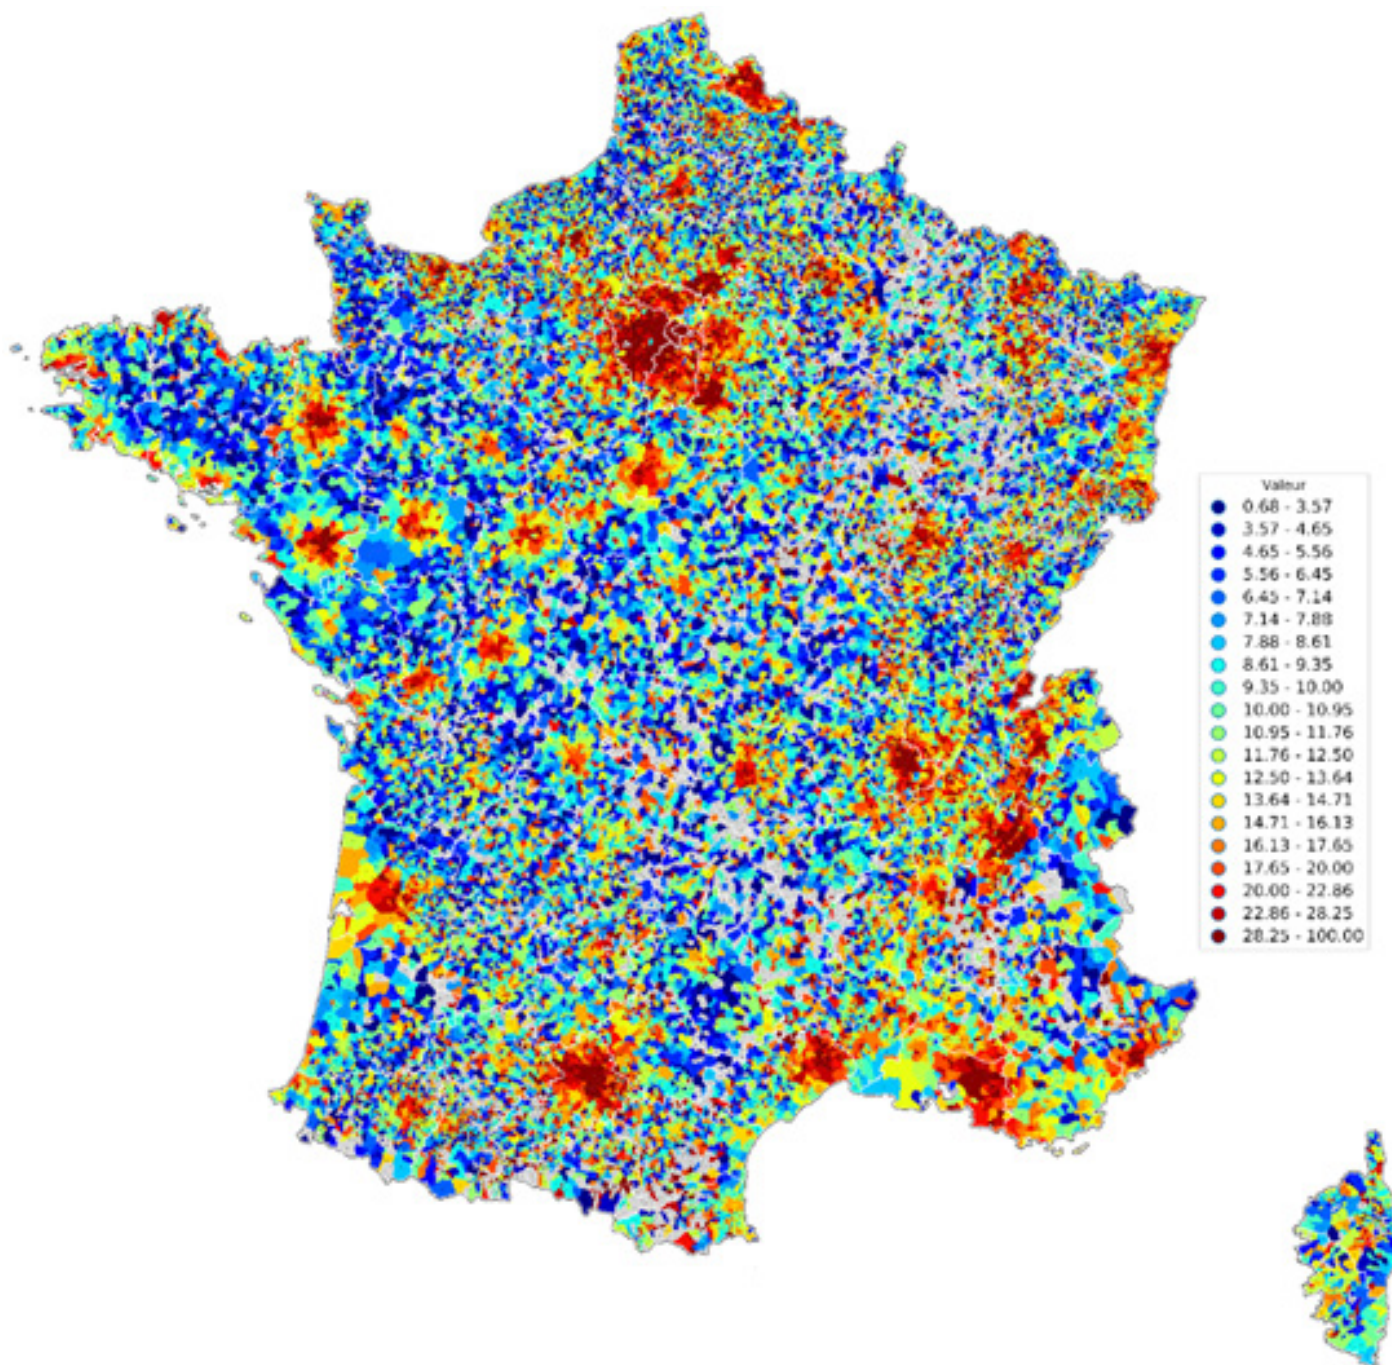 Valeur
0.68 - 3.57
3.57 - 4.65
4.65 - 5.56
5.56 - 6.45
6.45 - 7.14
7.14 - 7.88
7.88 - 8.61
8.61 - 9.35
9.35 - 10.00
10.00 - 10.95
10.95 - 11.76
11.76 - 12.50
12.50 - 13.64
13.64 - 14.71
14.71 - 16.13
16.13 - 17.65
17.65 - 20.00
20.00 - 22.86
22.86 - 28.25
28.25 - 100.00